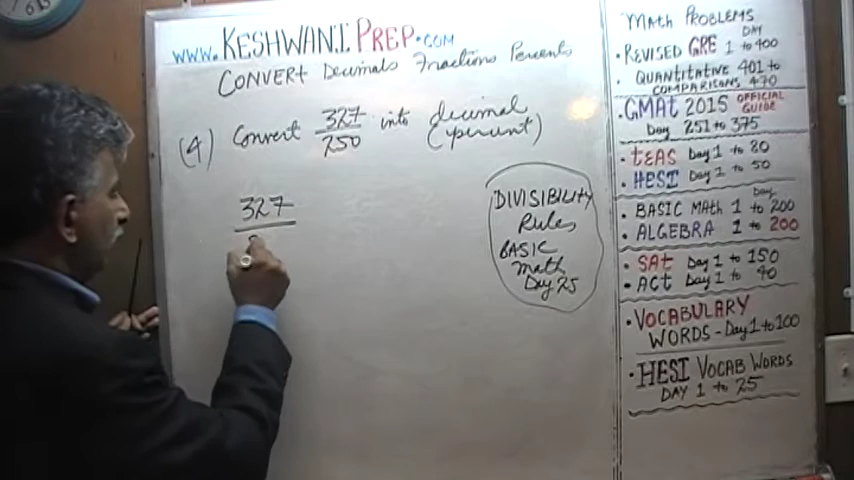 www.KESHWANIPREP.COM
CONVERT Decimals Fractions Percents
(4) Convert 327/250 into decimal
(percent)
327
DIVISIBILITY
Rules
BASIC
Math
Day 25
MATH PROBLEMS
DAY
• REVISED GRE 1 to 400
• QUANTITATIVE 401 to
COMPARISONS 470
• GMAT 2015 OFFICIAL
GUIDE
Day 251 to 375
• TEAS Day 1 to 80
• HESI Day 1 to 50
Day
• BASIC MATH 1 to 200
• ALGEBRA 1 to 200
• SAT Day 1 to 150
• ACT Day 1 to 90
• VOCABULARY
WORDS - Day 1 to 100
• HESI VOCAB WORDS
DAY 1 to 25